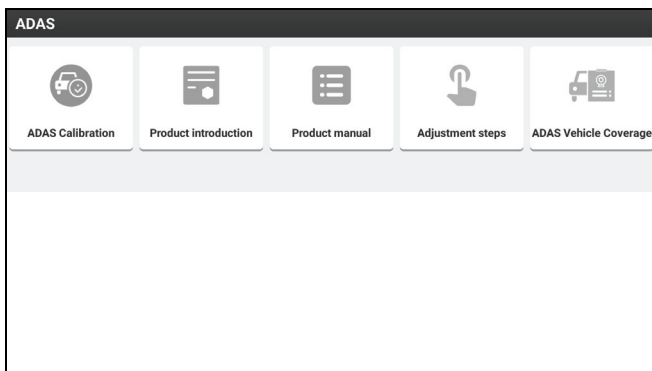 ADAS
ADAS Calibration
Product introduction
Product manual
Adjustment steps
ADAS Vehicle Coverage